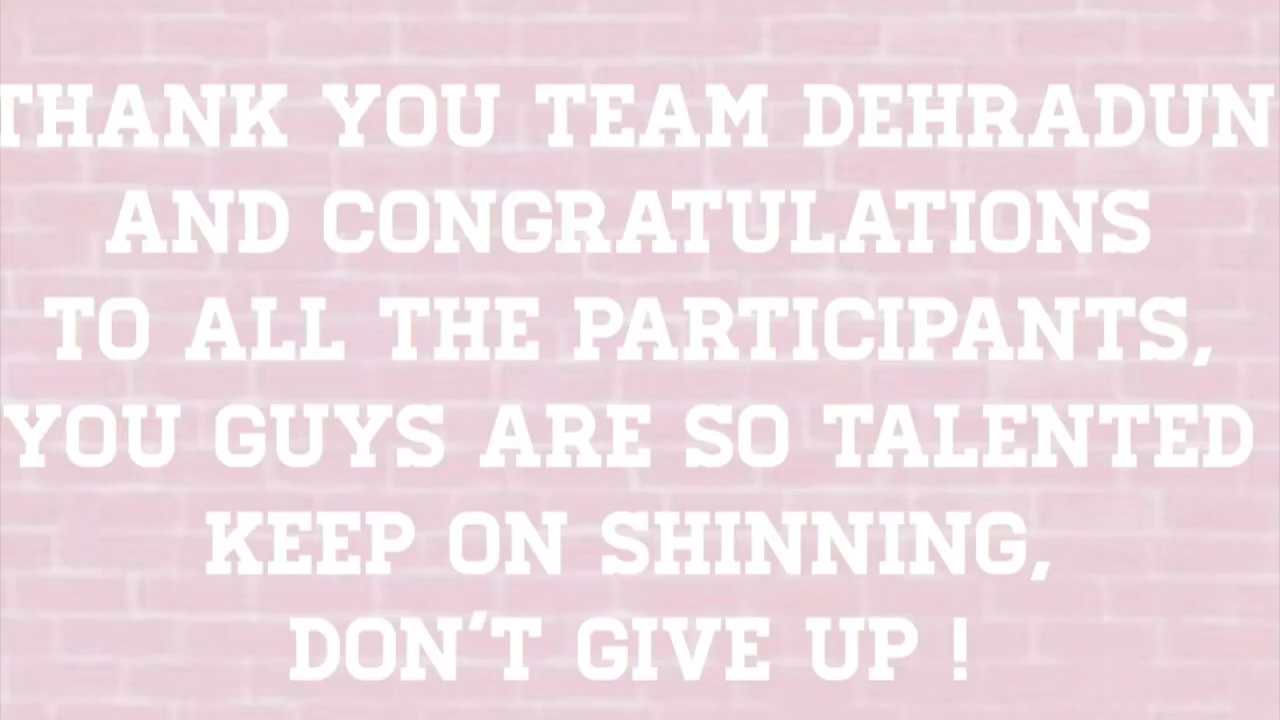 THANK YOU TEAM DEHRADUN
AND CONGRATULATIONS
TO ALL THE PARTICIPANTS,
YOU GUYS ARE SO TALENTED
KEEP ON SHINNING,
DON'T GIVE UP !